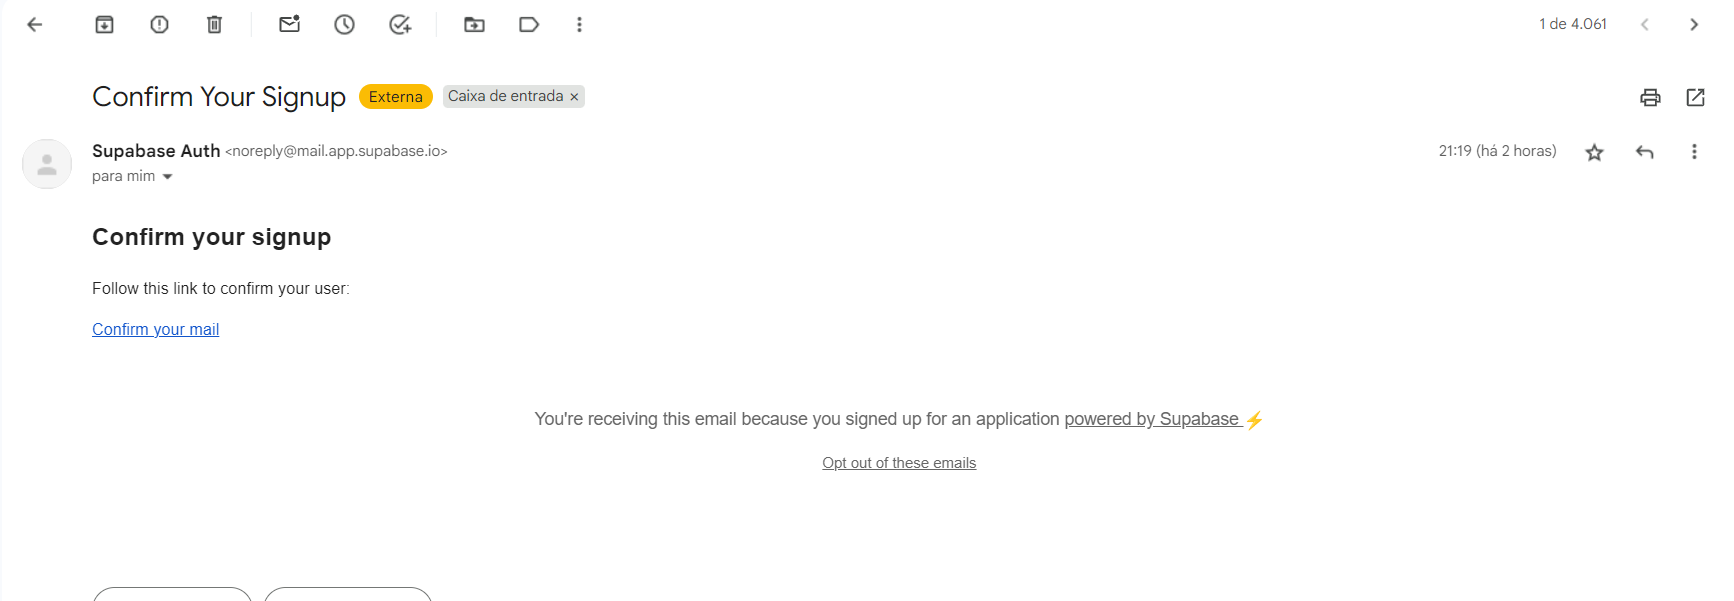 1 de 4.061
Confirm Your Signup Externa Caixa de entrada ×
Supabase Auth <noreply@mail.app.supabase.io> 21:19 (há 2 horas)
para mim
Confirm your signup
Follow this link to confirm your user:
Confirm your mail
You're receiving this email because you signed up for an application powered by Supabase ⚡
Opt out of these emails